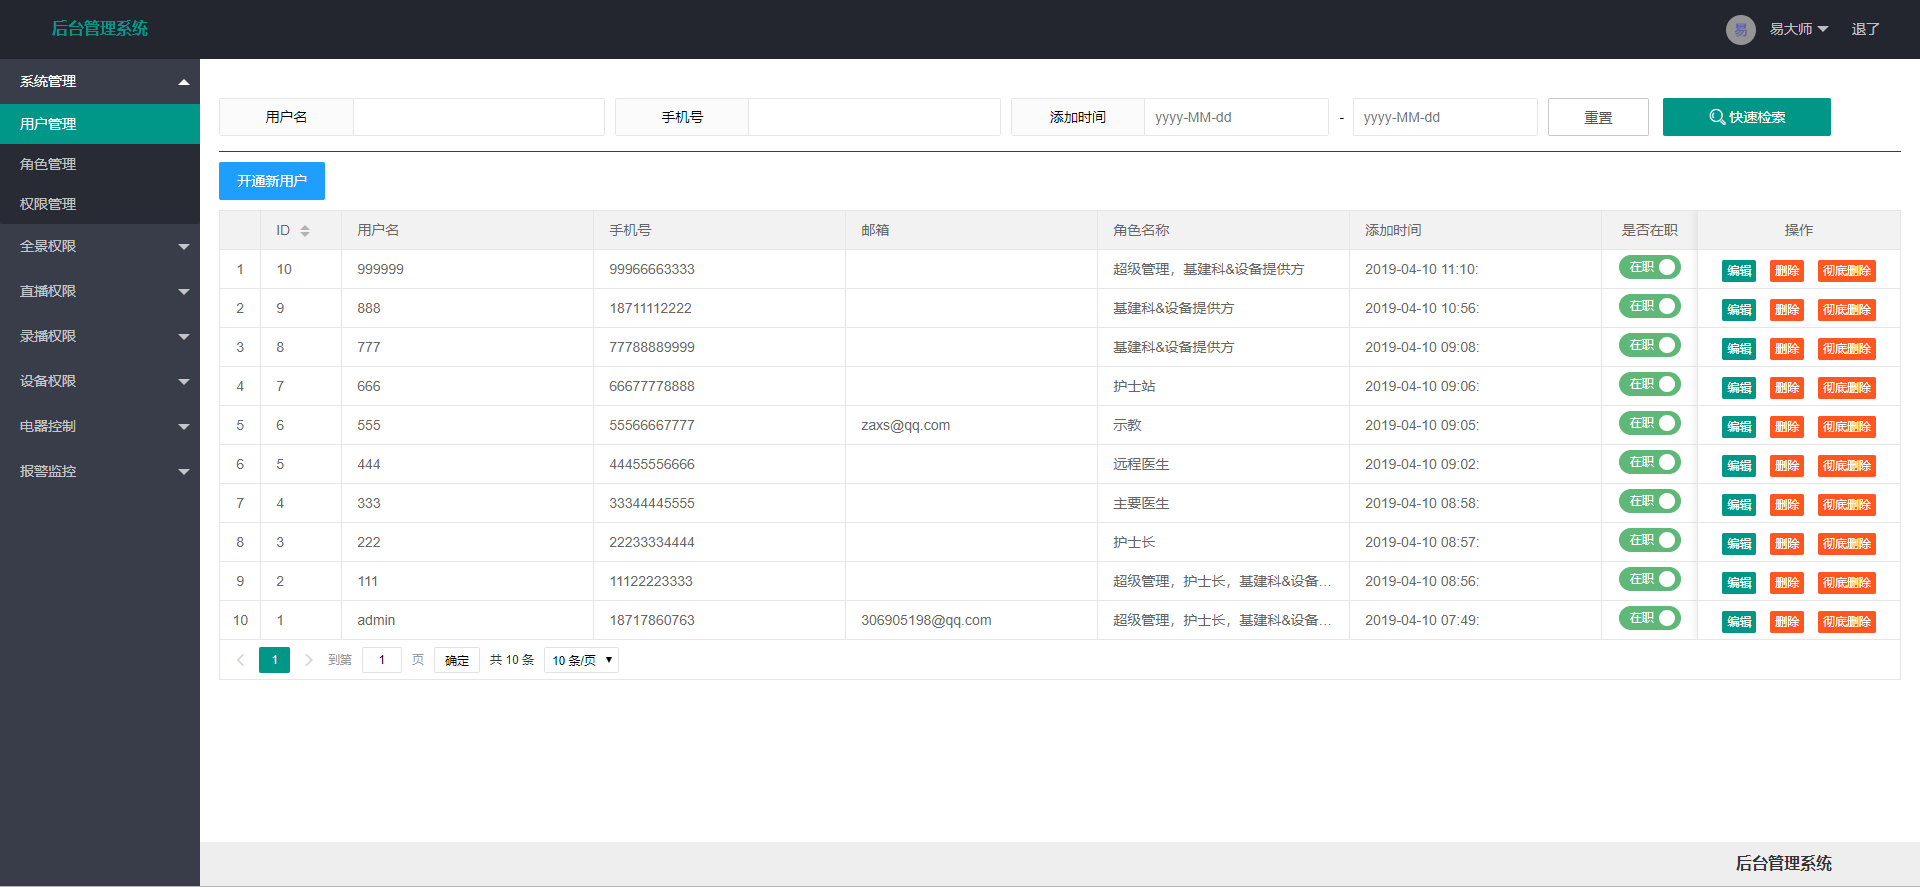 后台管理系统
易 易大师 退了
系统管理
用户管理
角色管理
权限管理
全景权限
直播权限
录播权限
设备权限
电器控制
报警监控
用户名 手机号 添加时间 yyyy-MM-dd - yyyy-MM-dd 重置 快速检索
开通新用户
ID 用户名 手机号 邮箱 角色名称 添加时间 是否在职 操作
1 10 999999 99966663333 超级管理，基建科&设备提供方 2019-04-10 11:10: 在职 编辑 删除 彻底删除
2 9 888 18711112222 基建科&设备提供方 2019-04-10 10:56: 在职 编辑 删除 彻底删除
3 8 777 77788889999 基建科&设备提供方 2019-04-10 09:08: 在职 编辑 删除 彻底删除
4 7 666 66677778888 护士站 2019-04-10 09:06: 在职 编辑 删除 彻底删除
5 6 555 55566667777 zaxs@qq.com 示教 2019-04-10 09:05: 在职 编辑 删除 彻底删除
6 5 444 44455556666 远程医生 2019-04-10 09:02: 在职 编辑 删除 彻底删除
7 4 333 33344445555 主要医生 2019-04-10 08:58: 在职 编辑 删除 彻底删除
8 3 222 22233334444 护士长 2019-04-10 08:57: 在职 编辑 删除 彻底删除
9 2 111 11122223333 超级管理，护士长，基建科&设备... 2019-04-10 08:56: 在职 编辑 删除 彻底删除
10 1 admin 18717860763 306905198@qq.com 超级管理，护士长，基建科&设备... 2019-04-10 07:49: 在职 编辑 删除 彻底删除
1 到第 1 页 确定 共 10 条 10 条/页
后台管理系统